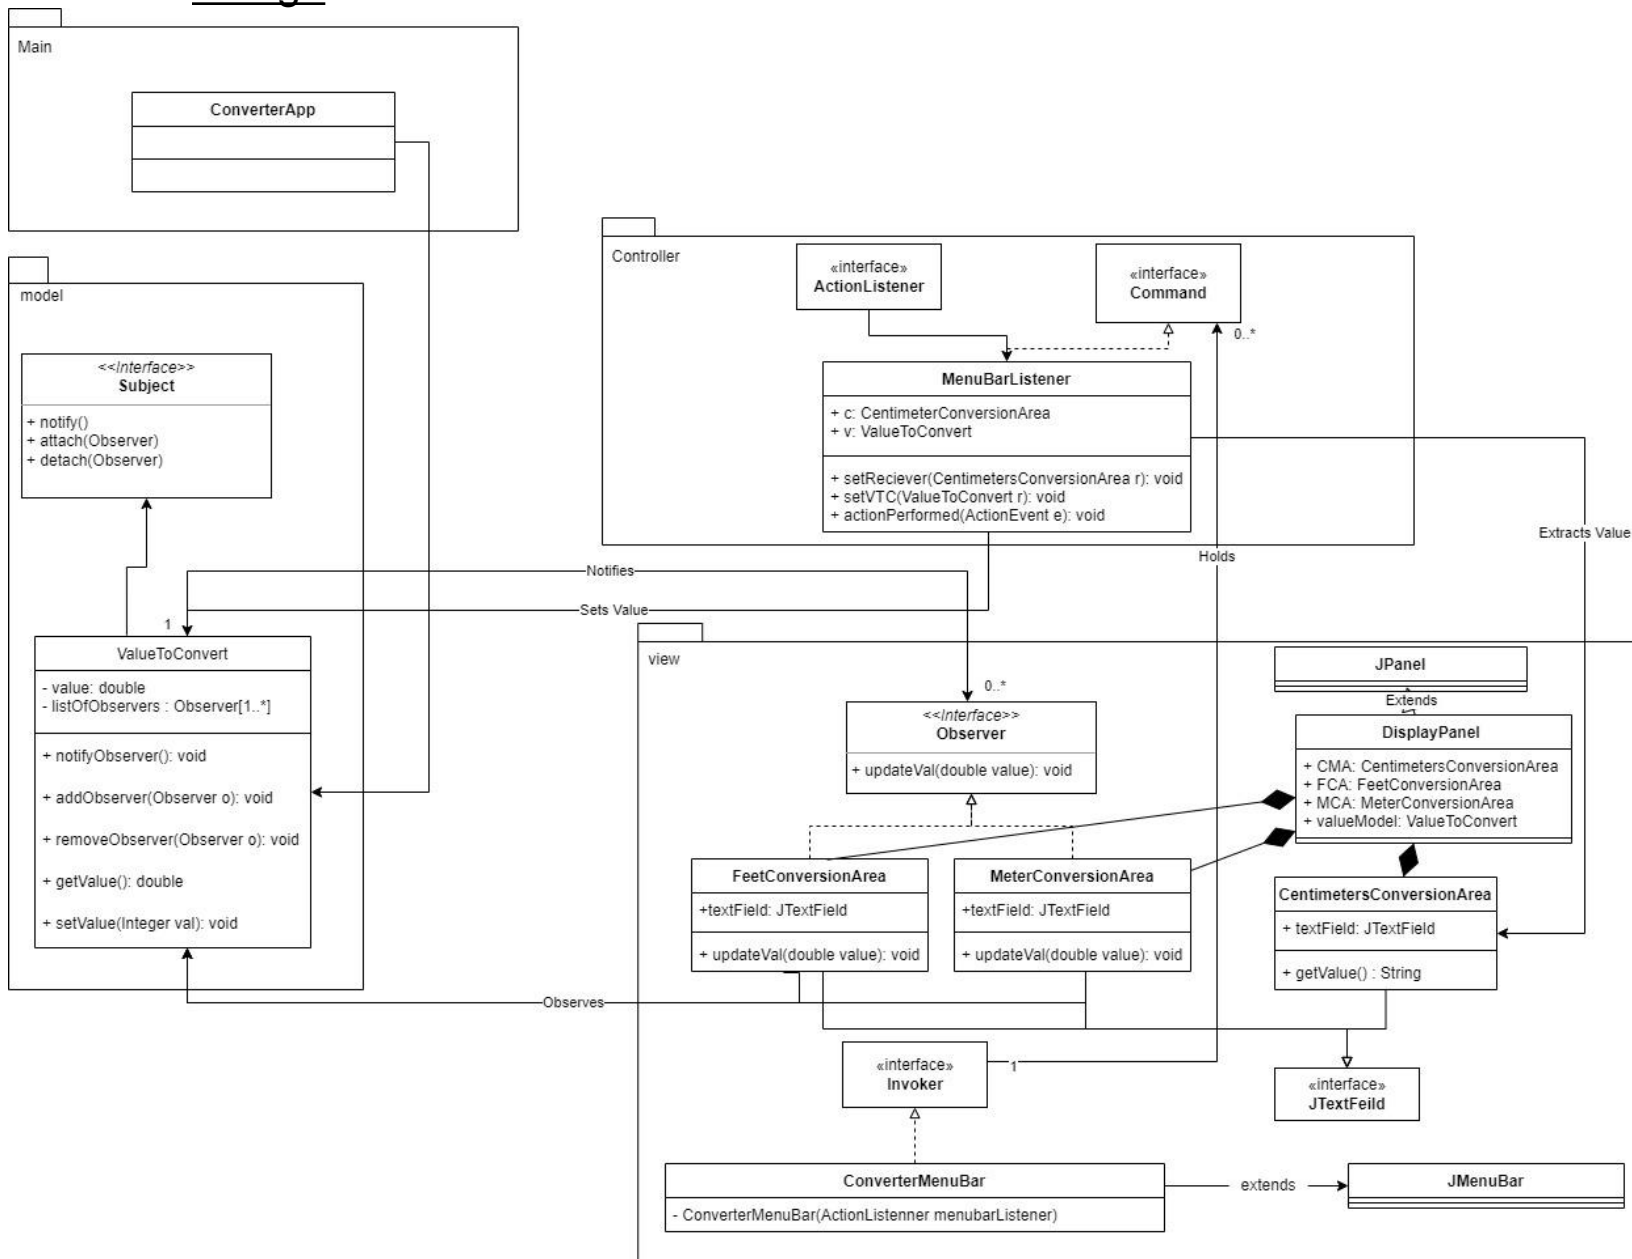 Main
ConverterApp
Controller
«interface»
ActionListener
«interface»
Command
0..*
model
<<Interface>>
Subject
+ notify()
+ attach(Observer)
+ detach(Observer)
MenuBarListener
+ c: CentimeterConversionArea
+ v: ValueToConvert
+ setReciever(CentimetersConversionArea r): void
+ setVTC(ValueToConvert r): void
+ actionPerformed(ActionEvent e): void
Extracts Value
Holds
Notifies
Sets Value
1
ValueToConvert
- value: double
- listOfObservers : Observer[1..*]
+ notifyObserver(): void
+ addObserver(Observer o): void
+ removeObserver(Observer o): void
+ getValue(): double
+ setValue(Integer val): void
view
0..*
<<Interface>>
Observer
+ updateVal(double value): void
JPanel
Extends
DisplayPanel
+ CMA: CentimetersConversionArea
+ FCA: FeetConversionArea
+ MCA: MeterConversionArea
+ valueModel: ValueToConvert
FeetConversionArea
+textField: JTextField
+ updateVal(double value): void
MeterConversionArea
+textField: JTextField
+ updateVal(double value): void
CentimetersConversionArea
+ textField: JTextField
+ getValue() : String
Observes
«interface»
Invoker
1
«interface»
JTextFeild
ConverterMenuBar
- ConverterMenuBar(ActionListenner menubarListener)
extends
JMenuBar